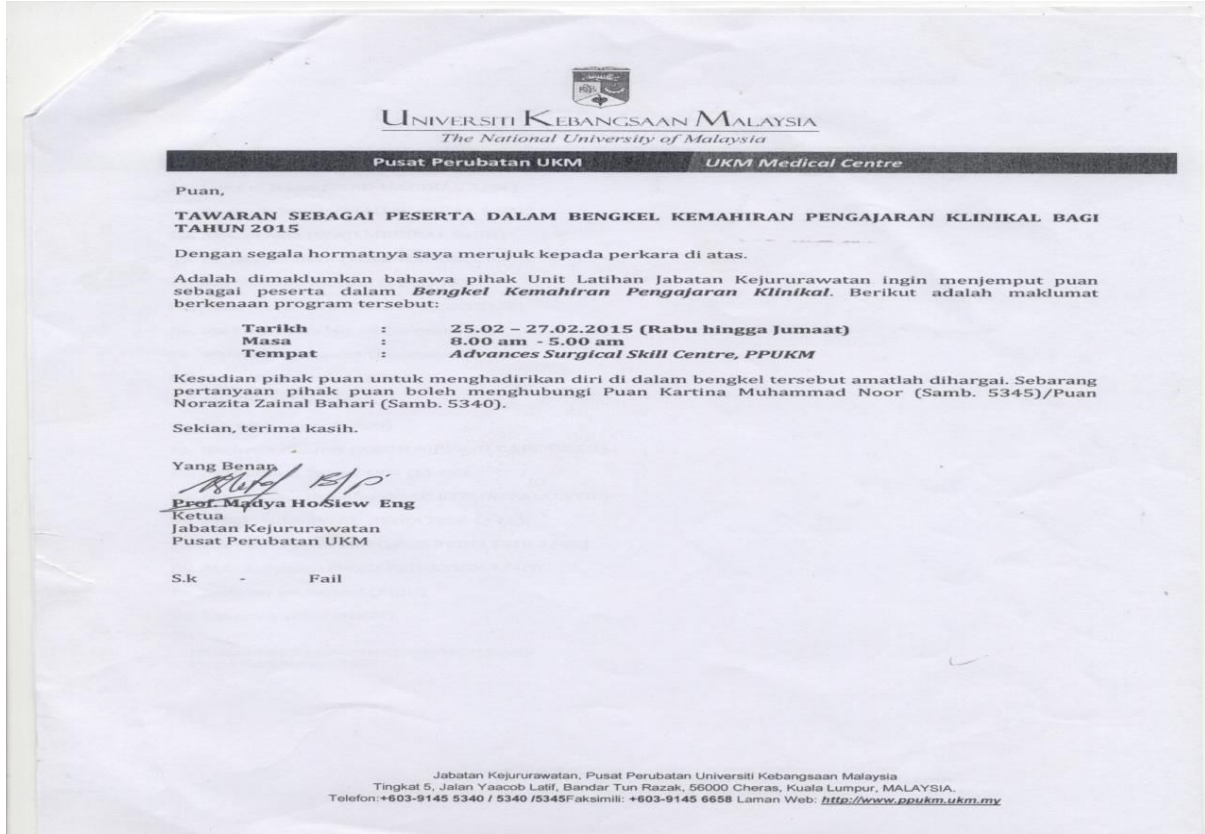 UNIVERSITI KEBANGSAAN MALAYSIA
The National University of Malaysia
Pusat Perubatan UKM UKM Medical Centre
Puan,
TAWARAN SEBAGAI PESERTA DALAM BENGKEL KEMAHIRAN PENGAJARAN KLINIKAL BAGI
TAHUN 2015
Dengan segala hormatnya saya merujuk kepada perkara di atas.
Adalah dimaklumkan bahawa pihak Unit Latihan Jabatan Kejururawatan ingin menjemput puan
sebagai peserta dalam Bengkel Kemahiran Pengajaran Klinikal. Berikut adalah maklumat
berkenaan program tersebut:
Tarikh : 25.02 – 27.02.2015 (Rabu hingga Jumaat)
Masa : 8.00 am - 5.00 am
Tempat : Advances Surgical Skill Centre, PPUKM
Kesudian pihak puan untuk menghadirikan diri di dalam bengkel tersebut amatlah dihargai. Sebarang
pertanyaan pihak puan boleh menghubungi Puan Kartina Muhammad Noor (Samb. 5345)/Puan
Norazita Zainal Bahari (Samb. 5340).
Sekian, terima kasih.
Yang Benar,
B/P
Prof. Madya Ho Siew Eng
Ketua
Jabatan Kejururawatan
Pusat Perubatan UKM
S.k - Fail
Jabatan Kejururawatan, Pusat Perubatan Universiti Kebangsaan Malaysia
Tingkat 5, Jalan Yaacob Latif, Bandar Tun Razak, 56000 Cheras, Kuala Lumpur, MALAYSIA.
Telefon:+603-9145 5340 / 5340 /5345Faksimili: +603-9145 6658 Laman Web: http://www.ppukm.ukm.my